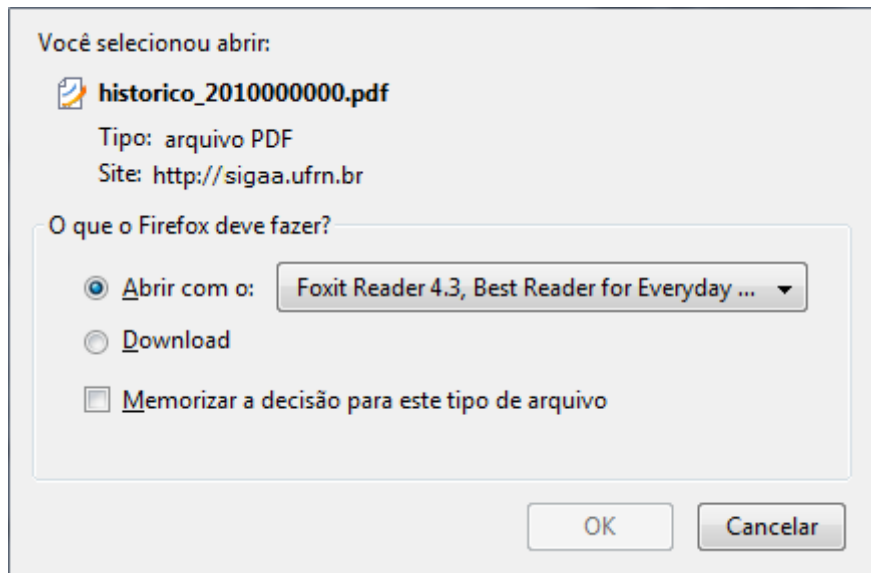 Você selecionou abrir:
historico_2010000000.pdf
Tipo: arquivo PDF
Site: http://sigaa.ufrn.br
O que o Firefox deve fazer?
Abrir com o: Foxit Reader 4.3, Best Reader for Everyday ...
Download
Memorizar a decisão para este tipo de arquivo
OK Cancelar